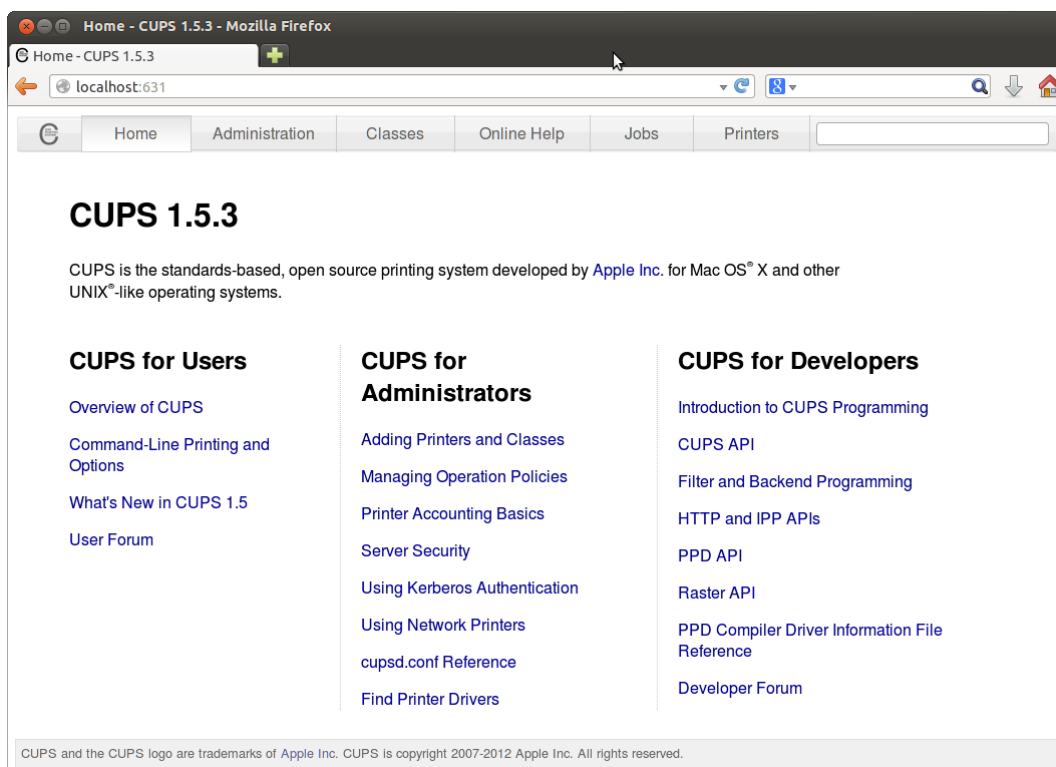 Home - CUPS 1.5.3 - Mozilla Firefox
Home - CUPS 1.5.3
localhost:631
8
Home Administration Classes Online Help Jobs Printers
CUPS 1.5.3
CUPS is the standards-based, open source printing system developed by Apple Inc. for Mac OS® X and other
UNIX®-like operating systems.
CUPS for Users
Overview of CUPS
Command-Line Printing and
Options
What's New in CUPS 1.5
User Forum
CUPS for
Administrators
Adding Printers and Classes
Managing Operation Policies
Printer Accounting Basics
Server Security
Using Kerberos Authentication
Using Network Printers
cupsd.conf Reference
Find Printer Drivers
CUPS for Developers
Introduction to CUPS Programming
CUPS API
Filter and Backend Programming
HTTP and IPP APIs
PPD API
Raster API
PPD Compiler Driver Information File
Reference
Developer Forum
CUPS and the CUPS logo are trademarks of Apple Inc. CUPS is copyright 2007-2012 Apple Inc. All rights reserved.